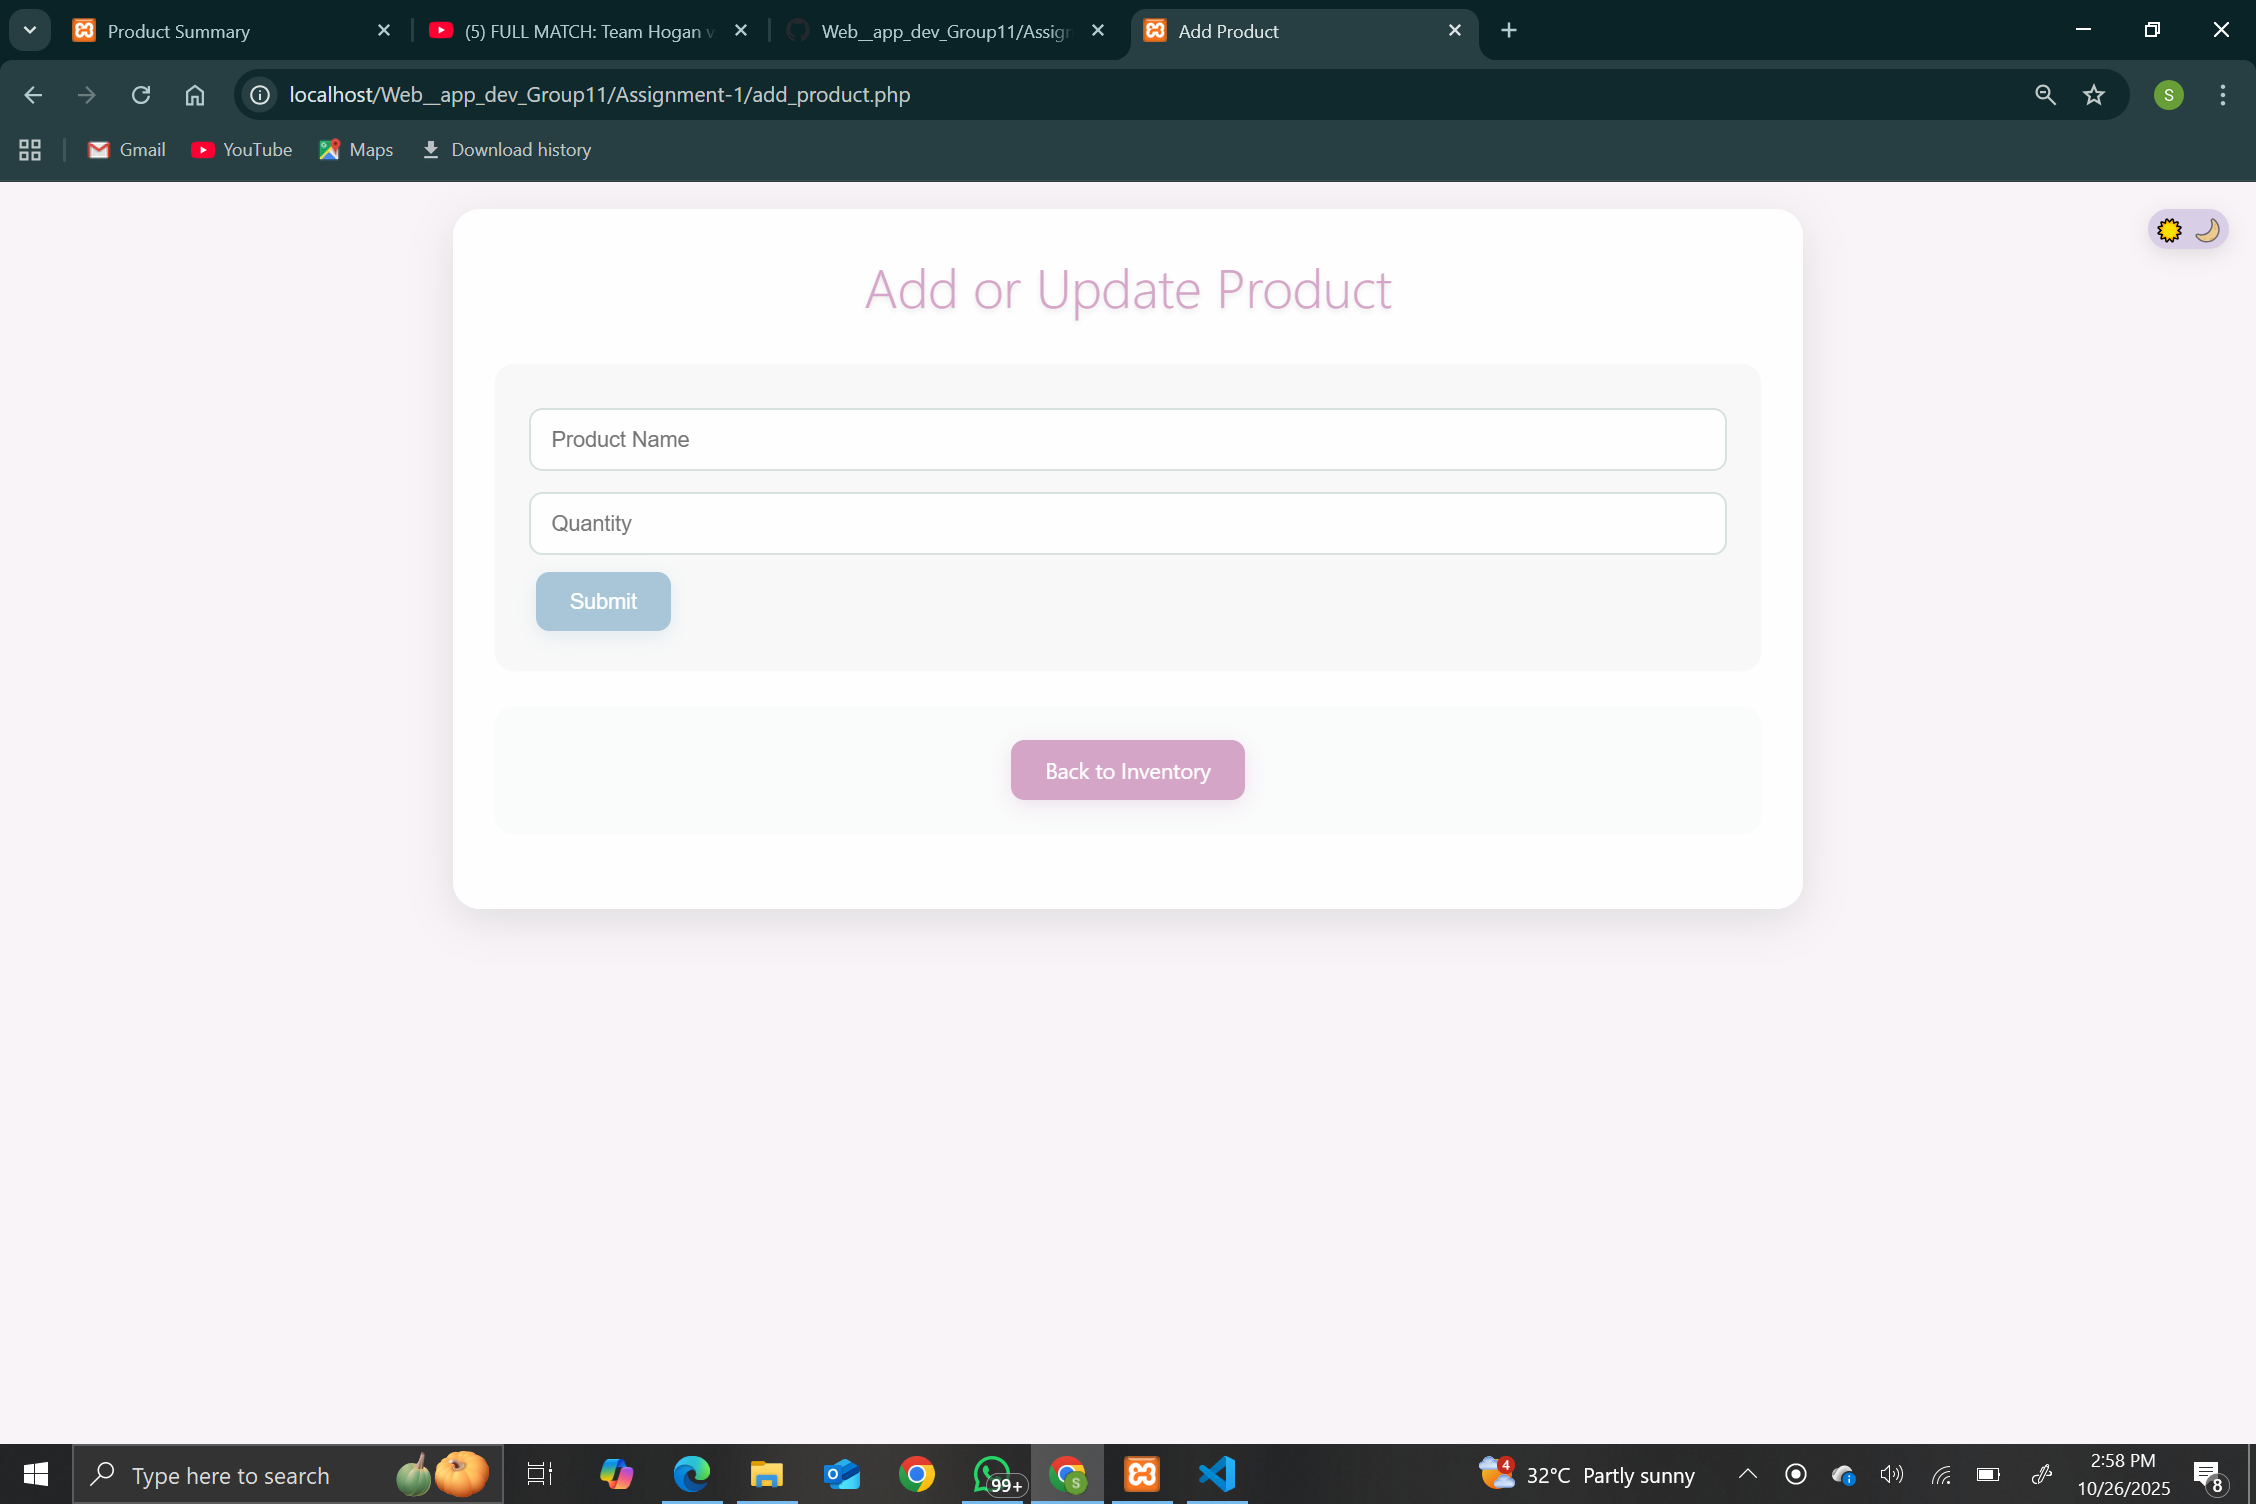 Product Summary
(5) FULL MATCH: Team Hogan v
Web__app_dev_Group11/Assign
Add Product
localhost/Web__app_dev_Group11/Assignment-1/add_product.php
S
Gmail
YouTube
Maps
Download history
Add or Update Product
Product Name
Quantity
Submit
Back to Inventory
Type here to search
99+
S
4
32°C Partly sunny
2:58 PM
10/26/2025
8